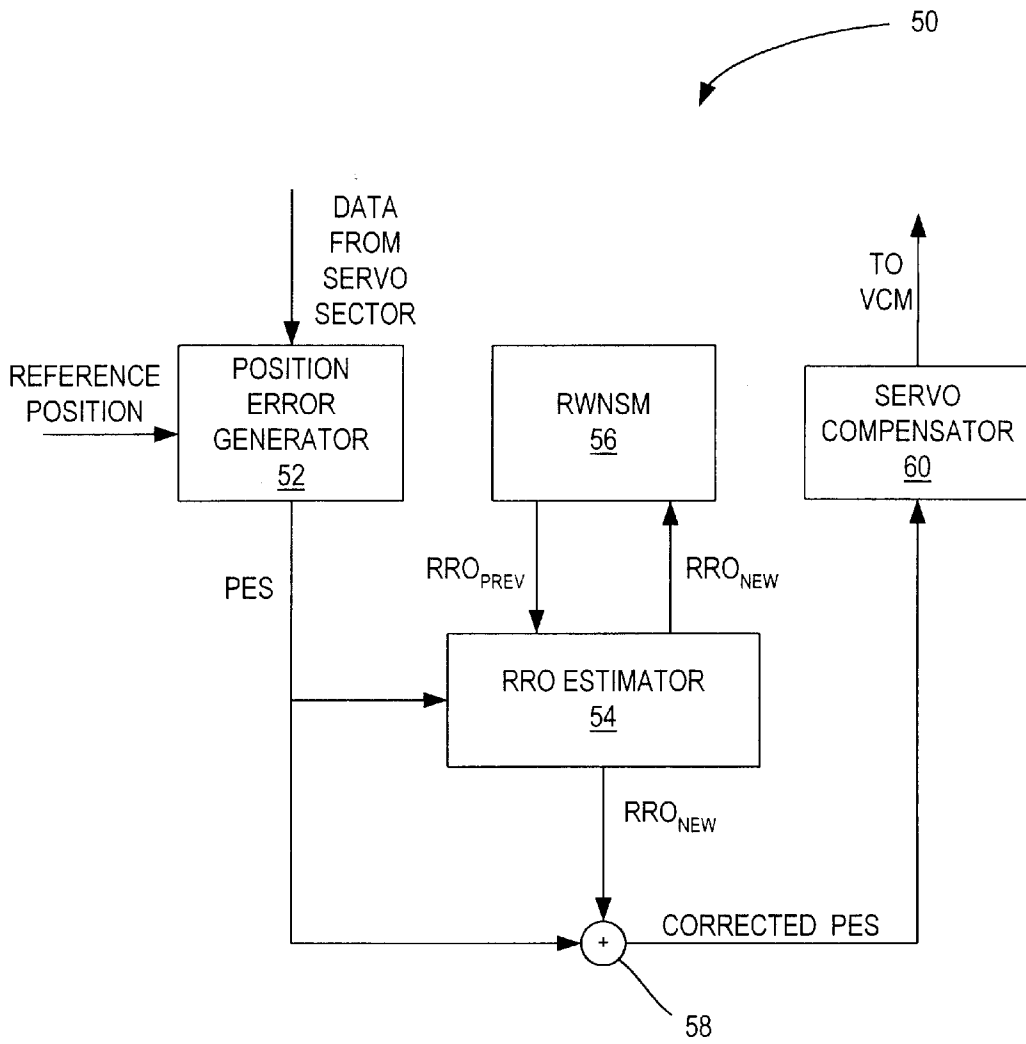 50
DATA
FROM
SERVO
SECTOR
TO
VCM
REFERENCE
POSITION
POSITION
ERROR
GENERATOR
52
RWNSM
56
SERVO
COMPENSATOR
60
PES
RRO_PREV
RRO_NEW
RRO ESTIMATOR
54
RRO_NEW
+
CORRECTED PES
58